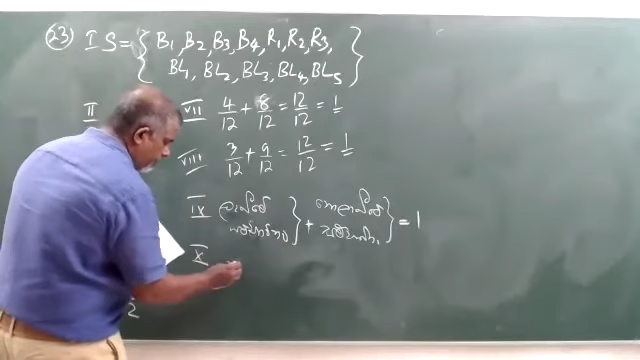 (23) I S = { B1, B2, B3, B4, R1, R2, R3,
BL1, BL2, BL3, BL4, BL5 }
II
VII 4/12 + 8/12 = 12/12 = 1
VIII 3/12 + 9/12 = 12/12 = 1
IX } + } = 1
X
2